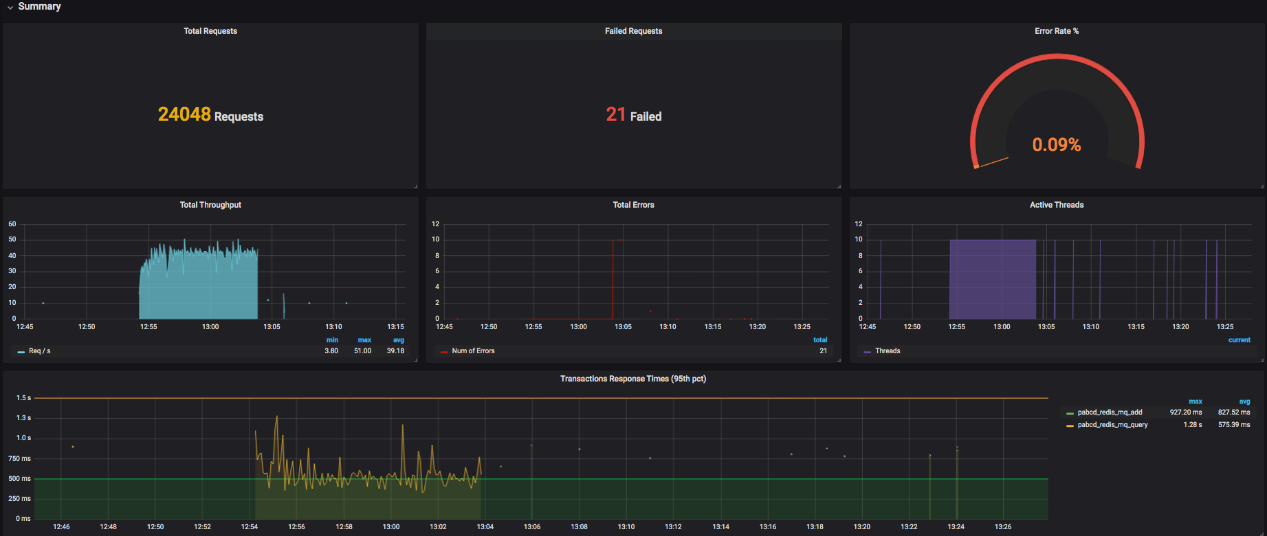 Summary
Total Requests
Failed Requests
Error Rate %
24048 Requests
21 Failed
0.09%
Total Throughput
Total Errors
Active Threads
60
50
40
30
20
10
0
12:45 12:50 12:55 13:00 13:05 13:10 13:15
min max avg
Req / s 3.80 51.00 39.18
12
10
8
6
4
2
0
12:45 12:50 12:55 13:00 13:05 13:10 13:15 13:20 13:25
total
Num of Errors 21
12
10
8
6
4
2
0
12:45 12:50 12:55 13:00 13:05 13:10 13:15 13:20 13:25
current
Threads
Transactions Response Times (95th pct)
1.5 s
1.3 s
1.0 s
750 ms
500 ms
250 ms
0 ms
12:46 12:48 12:50 12:52 12:54 12:56 12:58 13:00 13:02 13:04 13:06 13:08 13:10 13:12 13:14 13:16 13:18 13:20 13:22 13:24 13:26
max avg
pabcd_redis_mq_add 927.20 ms 827.52 ms
pabcd_redis_mq_query 1.28 s 575.39 ms